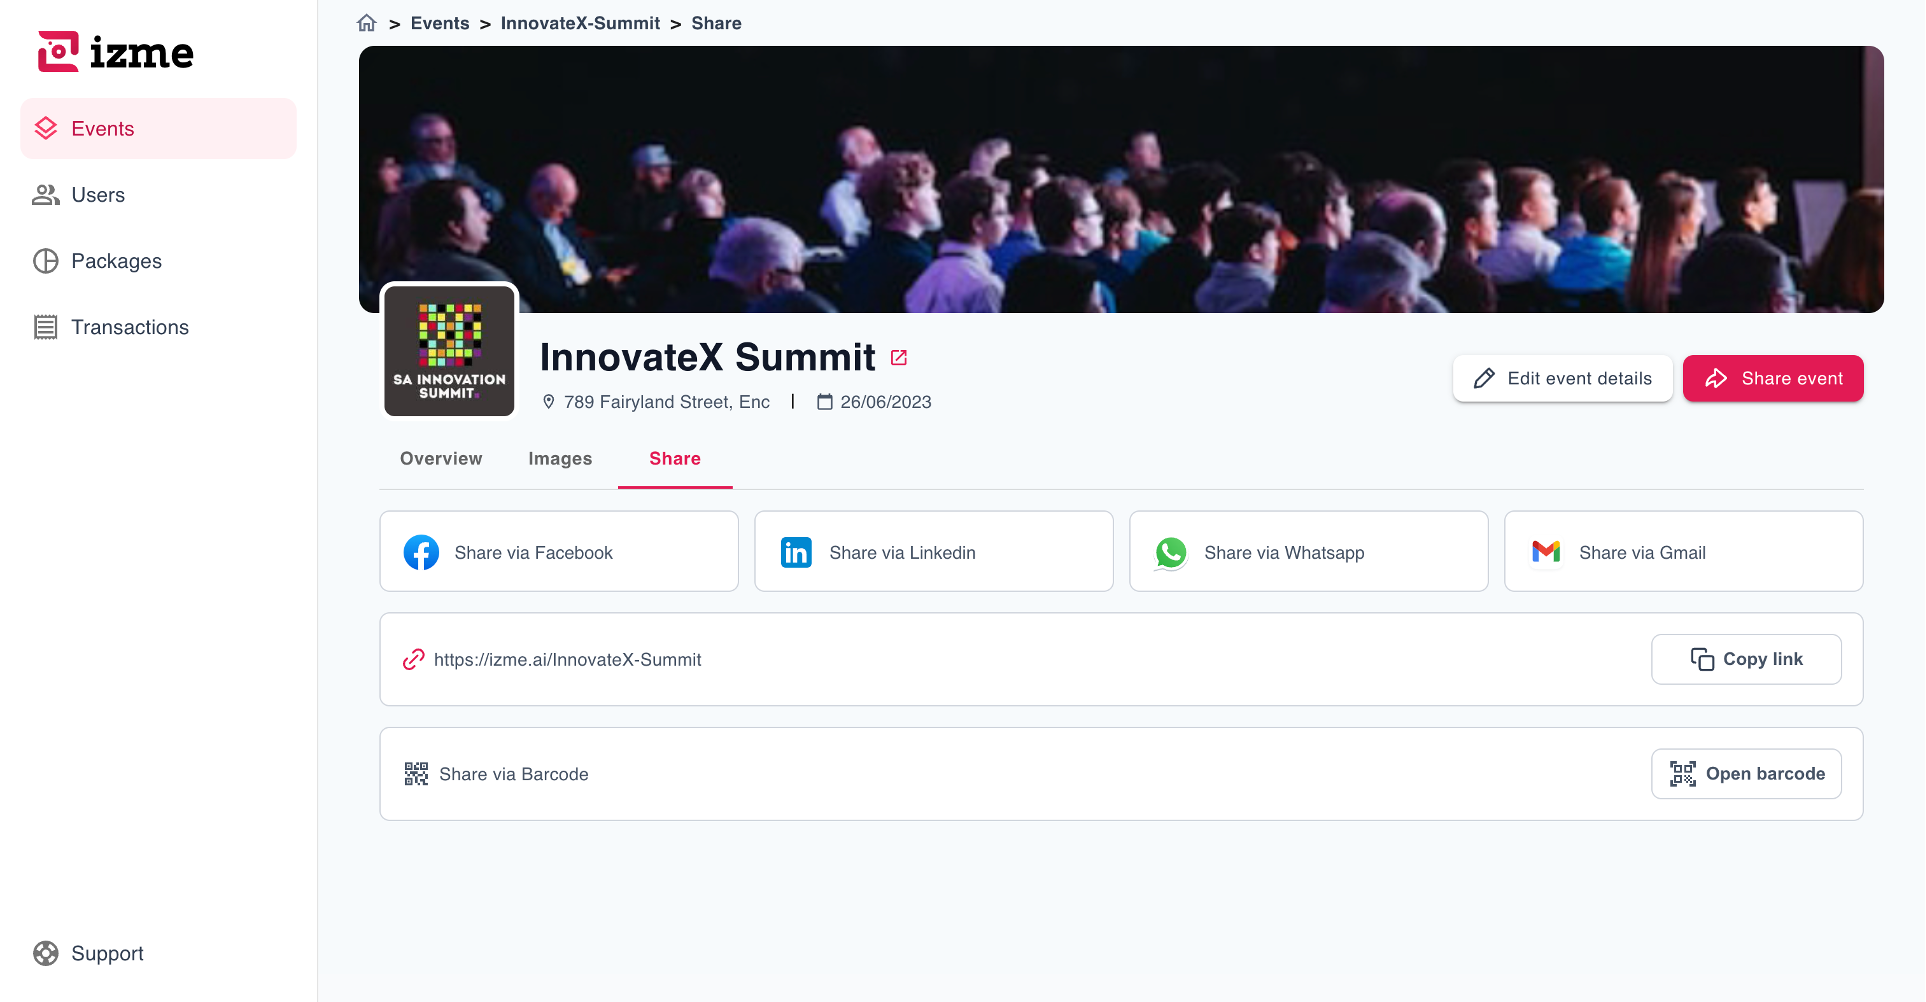 izme
Events
Users
Packages
Transactions
Support
> Events > InnovateX-Summit > Share
SA INNOVATION
SUMMIT.
InnovateX Summit
789 Fairyland Street, Enc | 26/06/2023
Edit event details
Share event
Overview Images Share
Share via Facebook
Share via Linkedin
Share via Whatsapp
Share via Gmail
https://izme.ai/InnovateX-Summit
Copy link
Share via Barcode
Open barcode